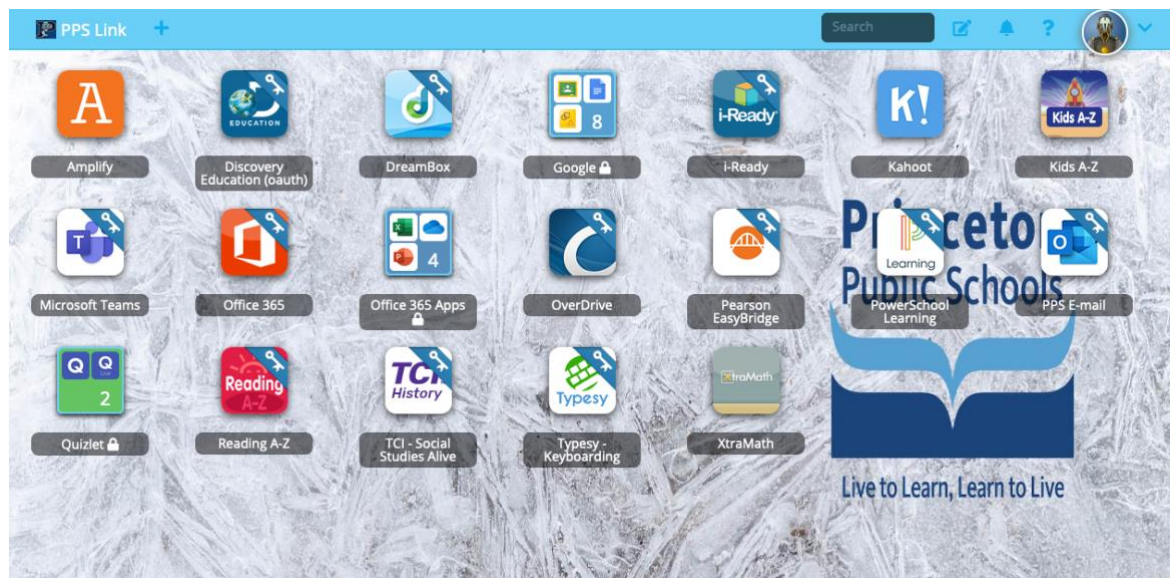 PPS Link +
Search
?
A
EDUCATION
d
8
i-Ready
K!
Kids A-Z
Amplify
Discovery
Education (oauth)
DreamBox
Google
i-Ready
Kahoot
Kids A-Z
Princeto
Public Schools
T
P
4
Learning
Microsoft Teams
Office 365
Office 365 Apps
OverDrive
Pearson
EasyBridge
PowerSchool
Learning
PPS E-mail
Q Q
2
Reading
A-Z
TCI
History
Typesy
XtraMath
Quizlet
Reading A-Z
TCI - Social
Studies Alive
Typesy -
Keyboarding
XtraMath
Live to Learn, Learn to Live